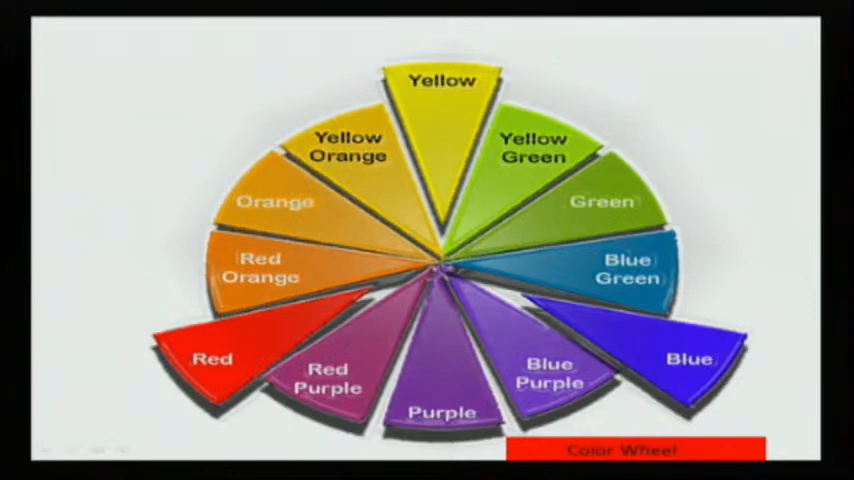 Yellow
Yellow
Orange
Yellow
Green
Orange
Green
Red
Orange
Blue
Green
Red
Blue
Red
Purple
Blue
Purple
Purple
Color Wheel